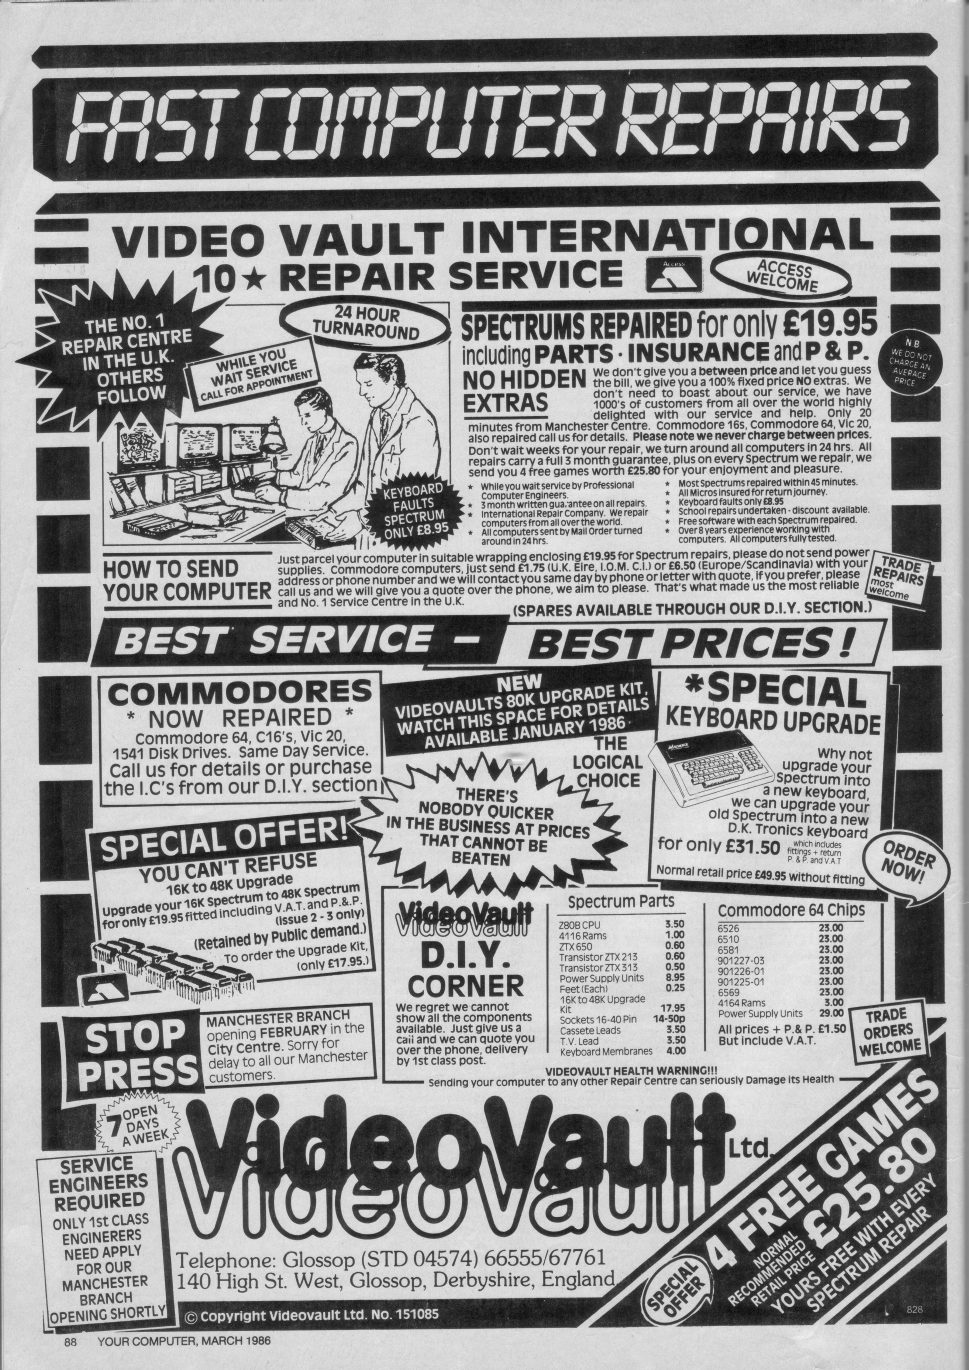 FAST COMPUTER REPAIRS
VIDEO VAULT INTERNATIONAL
10★ REPAIR SERVICE
Access
ACCESS
WELCOME
THE NO. 1
REPAIR CENTRE
IN THE U.K.
OTHERS
FOLLOW
WHILE YOU
WAIT SERVICE
CALL FOR APPOINTMENT
24 HOUR
TURNAROUND
KEYBOARD
FAULTS
SPECTRUM
ONLY £8.95
SPECTRUMS REPAIRED for only £19.95
including PARTS · INSURANCE and P & P.
NB
WE DO NOT
CHARGE AN
AVERAGE
PRICE
NO HIDDEN
EXTRAS
We don't give you a between price and let you guess
the bill, we give you a 100% fixed price NO extras. We
don't need to boast about our service, we have
1000's of customers from all over the world highly
delighted with our service and help. Only 20
minutes from Manchester Centre. Commodore 16s, Commodore 64, Vic 20,
also repaired call us for details. Please note we never charge between prices.
Don't wait weeks for your repair, we turn around all computers in 24 hrs. All
repairs carry a full 3 month guarantee, plus on every Spectrum we repair, we
send you 4 free games worth £25.80 for your enjoyment and pleasure.
* While you wait service by Professional
Computer Engineers.
* 3 month written guarantee on all repairs.
* International Repair Company. We repair
computers from all over the world.
* All computers sent by Mail Order turned
around in 24 hrs.
* Most Spectrums repaired within 45 minutes.
* All Micros insured for return journey.
* Keyboard faults only £8.95
* School repairs undertaken - discount available.
* Free software with each Spectrum repaired.
* Over 8 years experience working with
computers. All computers fully tested.
HOW TO SEND
YOUR COMPUTER
Just parcel your computer in suitable wrapping enclosing £19.95 for Spectrum repairs, please do not send power
supplies. Commodore computers, just send £1.75 (U.K. Eire, I.O.M. C.I.) or £6.50 (Europe/Scandinavia) with your
address or phone number and we will contact you same day by phone or letter with quote, if you prefer, please
call us and we will give you a quote over the phone, we aim to please. That's what made us the most reliable
and No. 1 Service Centre in the U.K.
TRADE
REPAIRS
most
welcome
(SPARES AVAILABLE THROUGH OUR D.I.Y. SECTION.)
BEST SERVICE – BEST PRICES!
COMMODORES
* NOW REPAIRED *
Commodore 64, C16's, Vic 20,
1541 Disk Drives. Same Day Service.
Call us for details or purchase
the I.C's from our D.I.Y. section
NEW
VIDEOVAULTS 80K UPGRADE KIT,
WATCH THIS SPACE FOR DETAILS
AVAILABLE JANUARY 1986.
THE
LOGICAL
CHOICE
THERE'S
NOBODY QUICKER
IN THE BUSINESS AT PRICES
THAT CANNOT BE
BEATEN
*SPECIAL
KEYBOARD UPGRADE
Why not
upgrade your
Spectrum into
a new keyboard,
we can upgrade your
old Spectrum into a new
D.K. Tronics keyboard
for only £31.50 which includes
fittings + return
P. & P. and V.A.T
Normal retail price £49.95 without fitting
ORDER
NOW!
SPECIAL OFFER!
YOU CAN'T REFUSE
16K to 48K Upgrade
Upgrade your 16K Spectrum to 48K Spectrum
for only £19.95 fitted including V.A.T. and P.&.P.
(Issue 2 - 3 only)
(Retained by Public demand.)
To order the Upgrade Kit,
(only £17.95.)
VideoVault
D.I.Y.
CORNER
We regret we cannot
show all the components
available. Just give us a
call and we can quote you
over the phone, delivery
by 1st class post.
Spectrum Parts
Z80B CPU 3.50
4116 Rams 1.00
ZTX 650 0.60
Transistor ZTX 213 0.60
Transistor ZTX 313 0.50
Power Supply Units 8.95
Feet (Each) 0.25
16K to 48K Upgrade
Kit 17.95
Sockets 16-40 Pin 14-50p
Cassete Leads 3.50
T.V. Lead 3.50
Keyboard Membranes 4.00
Commodore 64 Chips
6526 23.00
6510 23.00
6581 23.00
901227-03 23.00
901226-01 23.00
901225-01 23.00
6569 23.00
4164 Rams 3.00
Power Supply Units 29.00
All prices + P.& P. £1.50
But include V.A.T.
TRADE
ORDERS
WELCOME
STOP
PRESS
MANCHESTER BRANCH
opening FEBRUARY in the
City Centre. Sorry for
delay to all our Manchester
customers.
VIDEOVAULT HEALTH WARNING!!!
Sending your computer to any other Repair Centre can seriously Damage its Health
7 OPEN
DAYS
A WEEK
SERVICE
ENGINEERS
REQUIRED
ONLY 1st CLASS
ENGINERERS
NEED APPLY
FOR OUR
MANCHESTER
BRANCH
OPENING SHORTLY
VideoVault Ltd.
VideoVault
Telephone: Glossop (STD 04574) 66555/67761
140 High St. West, Glossop, Derbyshire, England.
© Copyright Videovault Ltd. No. 151085
SPECIAL
OFFER
4 FREE GAMES
NORMAL
RECOMMENDED
RETAIL PRICE
£25.80
YOURS FREE WITH EVERY
SPECTRUM REPAIR
828
88 YOUR COMPUTER, MARCH 1986